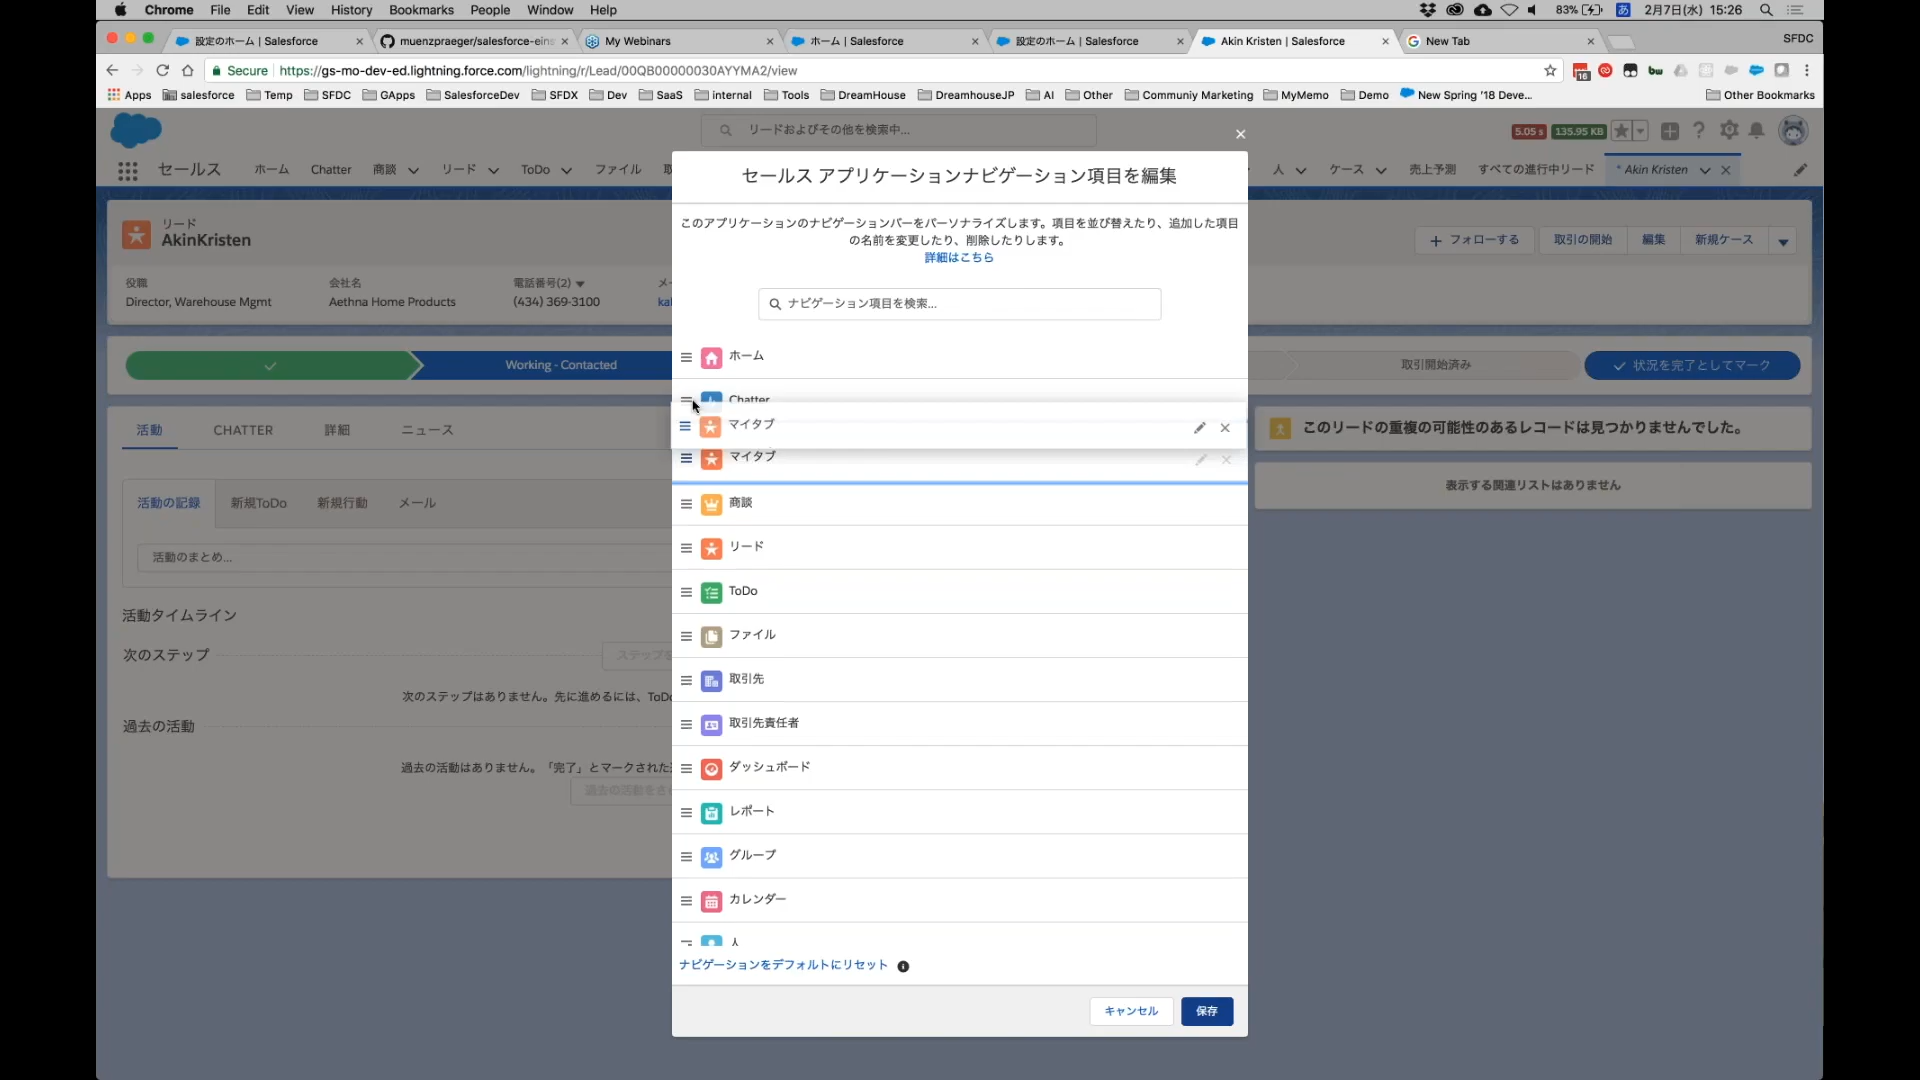 Chrome File Edit View History Bookmarks People Window Help 83% あ 2月7日(水) 15:26
設定のホーム | Salesforce muenzpraeger/salesforce-eins My Webinars ホーム | Salesforce 設定のホーム | Salesforce Akin Kristen | Salesforce New Tab SFDC
Secure https://gs-mo-dev-ed.lightning.force.com/lightning/r/Lead/00QB00000030AYYMA2/view 16 bw
Apps salesforce Temp SFDC GApps SalesforceDev SFDX Dev SaaS internal Tools DreamHouse DreamhouseJP AI Other Communiy Marketing MyMemo Demo New Spring '18 Deve... Other Bookmarks
リードおよびその他を検索中... 5.05 s 135.95 KB
セールス ホーム Chatter 商談 リード ToDo ファイル 取 人 ケース 売上予測 すべての進行中リード * Akin Kristen
リード
AkinKristen
フォローする 取引の開始 編集 新規ケース
役職 会社名 電話番号(2) メー
Director, Warehouse Mgmt Aethna Home Products (434) 369-3100
Working - Contacted 取引開始済み 状況を完了としてマーク
活動 CHATTER 詳細 ニュース
活動の記録 新規ToDo 新規行動 メール
活動のまとめ...
活動タイムライン
次のステップ ステップを
次のステップはありません。先に進めるには、ToDo
過去の活動
過去の活動はありません。「完了」とマークされた
過去の活動をさ
このリードの重複の可能性のあるレコードは見つかりませんでした。
表示する関連リストはありません
セールス アプリケーションナビゲーション項目を編集
このアプリケーションのナビゲーションバーをパーソナライズします。項目を並び替えたり、追加した項目
の名前を変更したり、削除したりします。
詳細はこちら
ナビゲーション項目を検索...
ホーム
Chatter
マイタブ
マイタブ
商談
リード
ToDo
ファイル
取引先
取引先責任者
ダッシュボード
レポート
グループ
カレンダー
人
ナビゲーションをデフォルトにリセット
キャンセル 保存